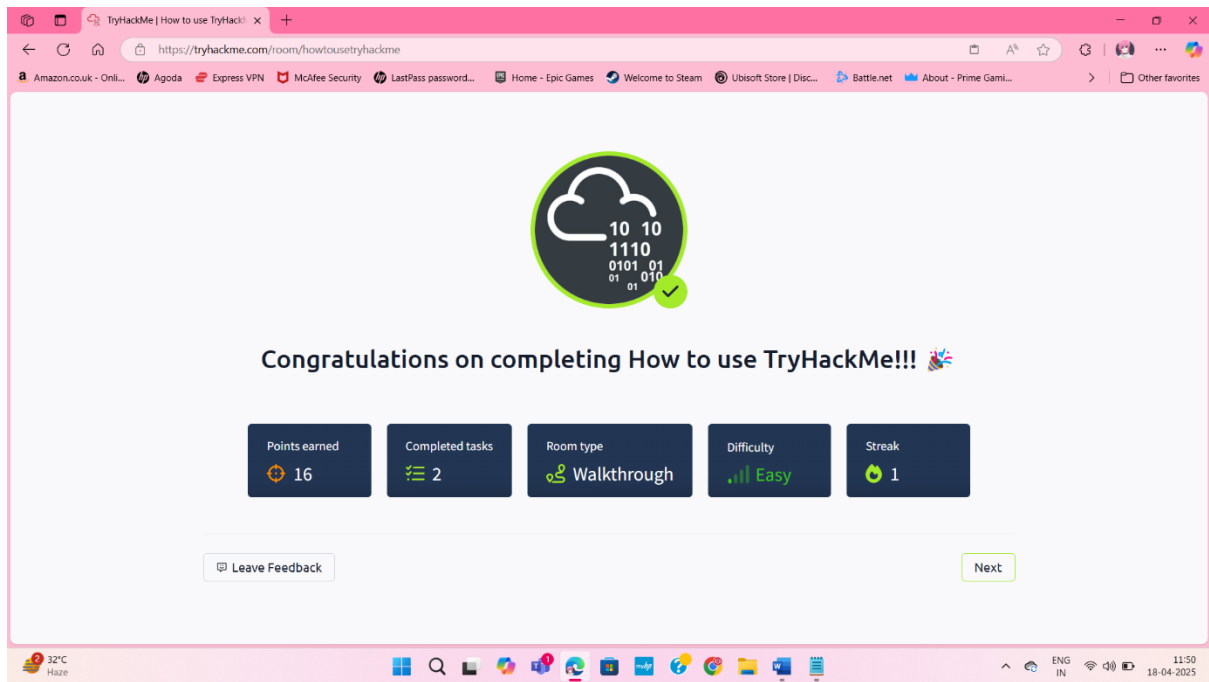 TryHackMe | How to use TryHackM
https://tryhackme.com/room/howtousetryhackme
Amazon.co.uk - Onli...
Agoda
Express VPN
McAfee Security
LastPass password...
Home - Epic Games
Welcome to Steam
Ubisoft Store | Disc...
Battle.net
About - Prime Gami...
Other favorites
10 10
1110
0101 01
01 010
01
Congratulations on completing How to use TryHackMe!!!
Points earned
16
Completed tasks
2
Room type
Walkthrough
Difficulty
Easy
Streak
1
Leave Feedback
Next
2
32°C
Haze
ENG
IN
11:50
18-04-2025